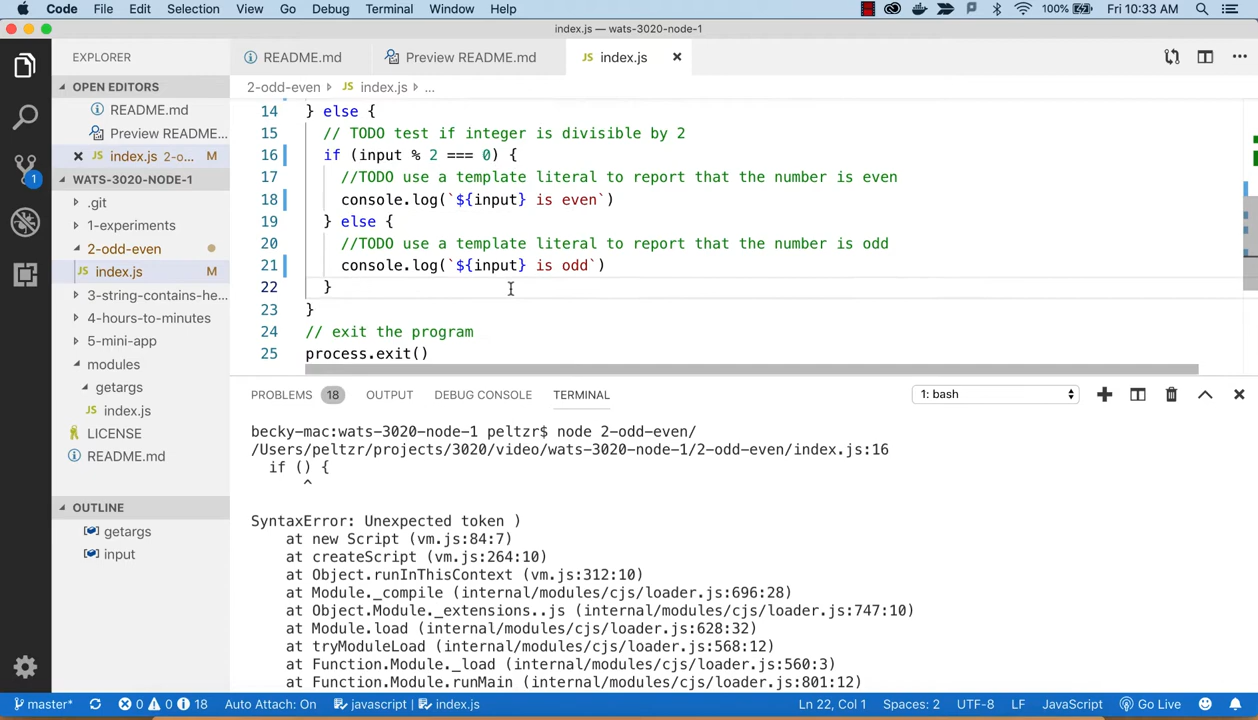 Code File Edit Selection View Go Debug Terminal Window Help 100% Fri 10:33 AM
index.js — wats-3020-node-1
EXPLORER
README.md
Preview README.md
JS index.js
OPEN EDITORS
README.md
Preview README...
JS index.js 2-o... M
WATS-3020-NODE-1
.git
1-experiments
2-odd-even
JS index.js M
3-string-contains-he...
4-hours-to-minutes
5-mini-app
modules
getargs
JS index.js
LICENSE
README.md
OUTLINE
getargs
input
1
2-odd-even › JS index.js › ...
14 } else {
15 // TODO test if integer is divisible by 2
16 if (input % 2 === 0) {
17 //TODO use a template literal to report that the number is even
18 console.log(`${input} is even`)
19 } else {
20 //TODO use a template literal to report that the number is odd
21 console.log(`${input} is odd`)
22 }
23 }
24 // exit the program
25 process.exit()
PROBLEMS 18 OUTPUT DEBUG CONSOLE TERMINAL 1: bash
becky-mac:wats-3020-node-1 peltzr$ node 2-odd-even/
/Users/peltzr/projects/3020/video/wats-3020-node-1/2-odd-even/index.js:16
if () {
^
SyntaxError: Unexpected token )
at new Script (vm.js:84:7)
at createScript (vm.js:264:10)
at Object.runInThisContext (vm.js:312:10)
at Module._compile (internal/modules/cjs/loader.js:696:28)
at Object.Module._extensions..js (internal/modules/cjs/loader.js:747:10)
at Module.load (internal/modules/cjs/loader.js:628:32)
at tryModuleLoad (internal/modules/cjs/loader.js:568:12)
at Function.Module._load (internal/modules/cjs/loader.js:560:3)
at Function.Module.runMain (internal/modules/cjs/loader.js:801:12)
master* 0 0 18 Auto Attach: On javascript | index.js Ln 22, Col 1 Spaces: 2 UTF-8 LF JavaScript Go Live